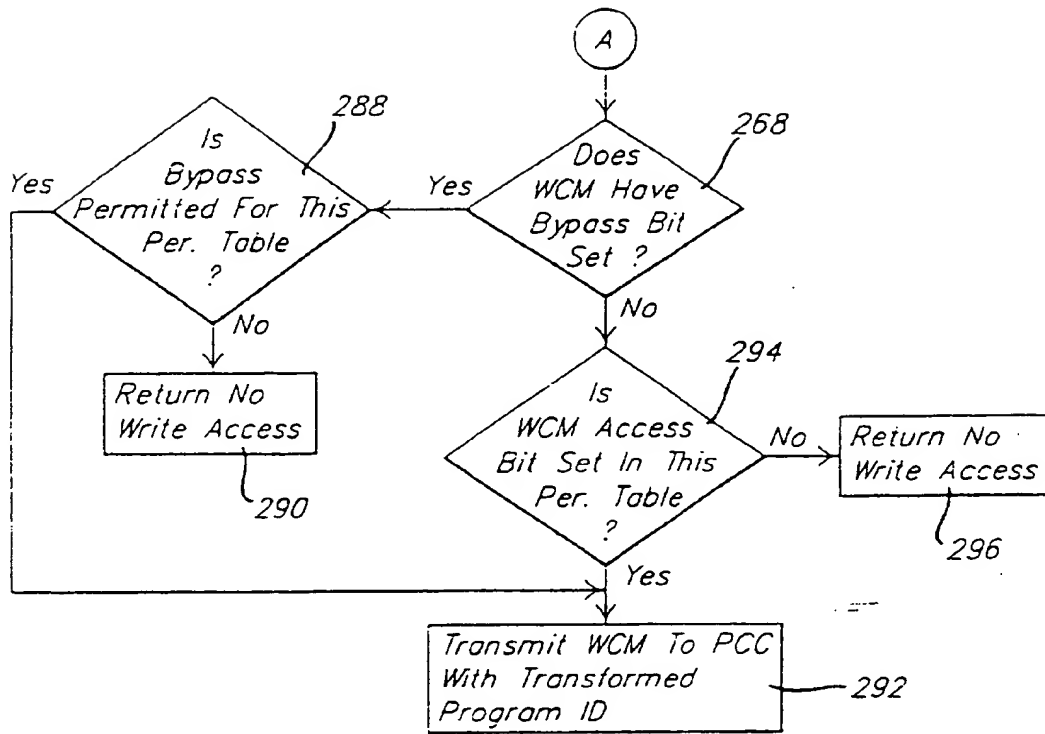 A
288
Is
Bypass
Permitted For This
Per. Table
?
Yes
No
Return No
Write Access
290
268
Does
WCM Have
Bypass Bit
Set ?
Yes
No
294
Is
WCM Access
Bit Set In This
Per. Table
?
No
Yes
Return No
Write Access
296
Transmit WCM To PCC
With Transformed
Program ID
292